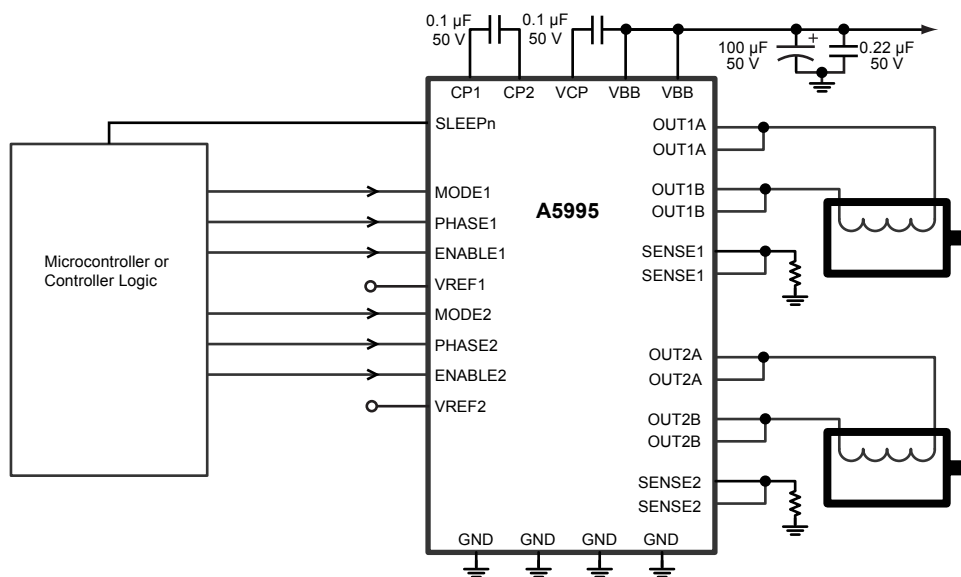 0.1 µF
50 V
0.1 µF
50 V
100 µF
50 V
+
0.22 µF
50 V
CP1
CP2
VCP
VBB
VBB
SLEEPn
MODE1
PHASE1
ENABLE1
VREF1
MODE2
PHASE2
ENABLE2
VREF2
A5995
Microcontroller or
Controller Logic
OUT1A
OUT1A
OUT1B
OUT1B
SENSE1
SENSE1
OUT2A
OUT2A
OUT2B
OUT2B
SENSE2
SENSE2
GND
GND
GND
GND